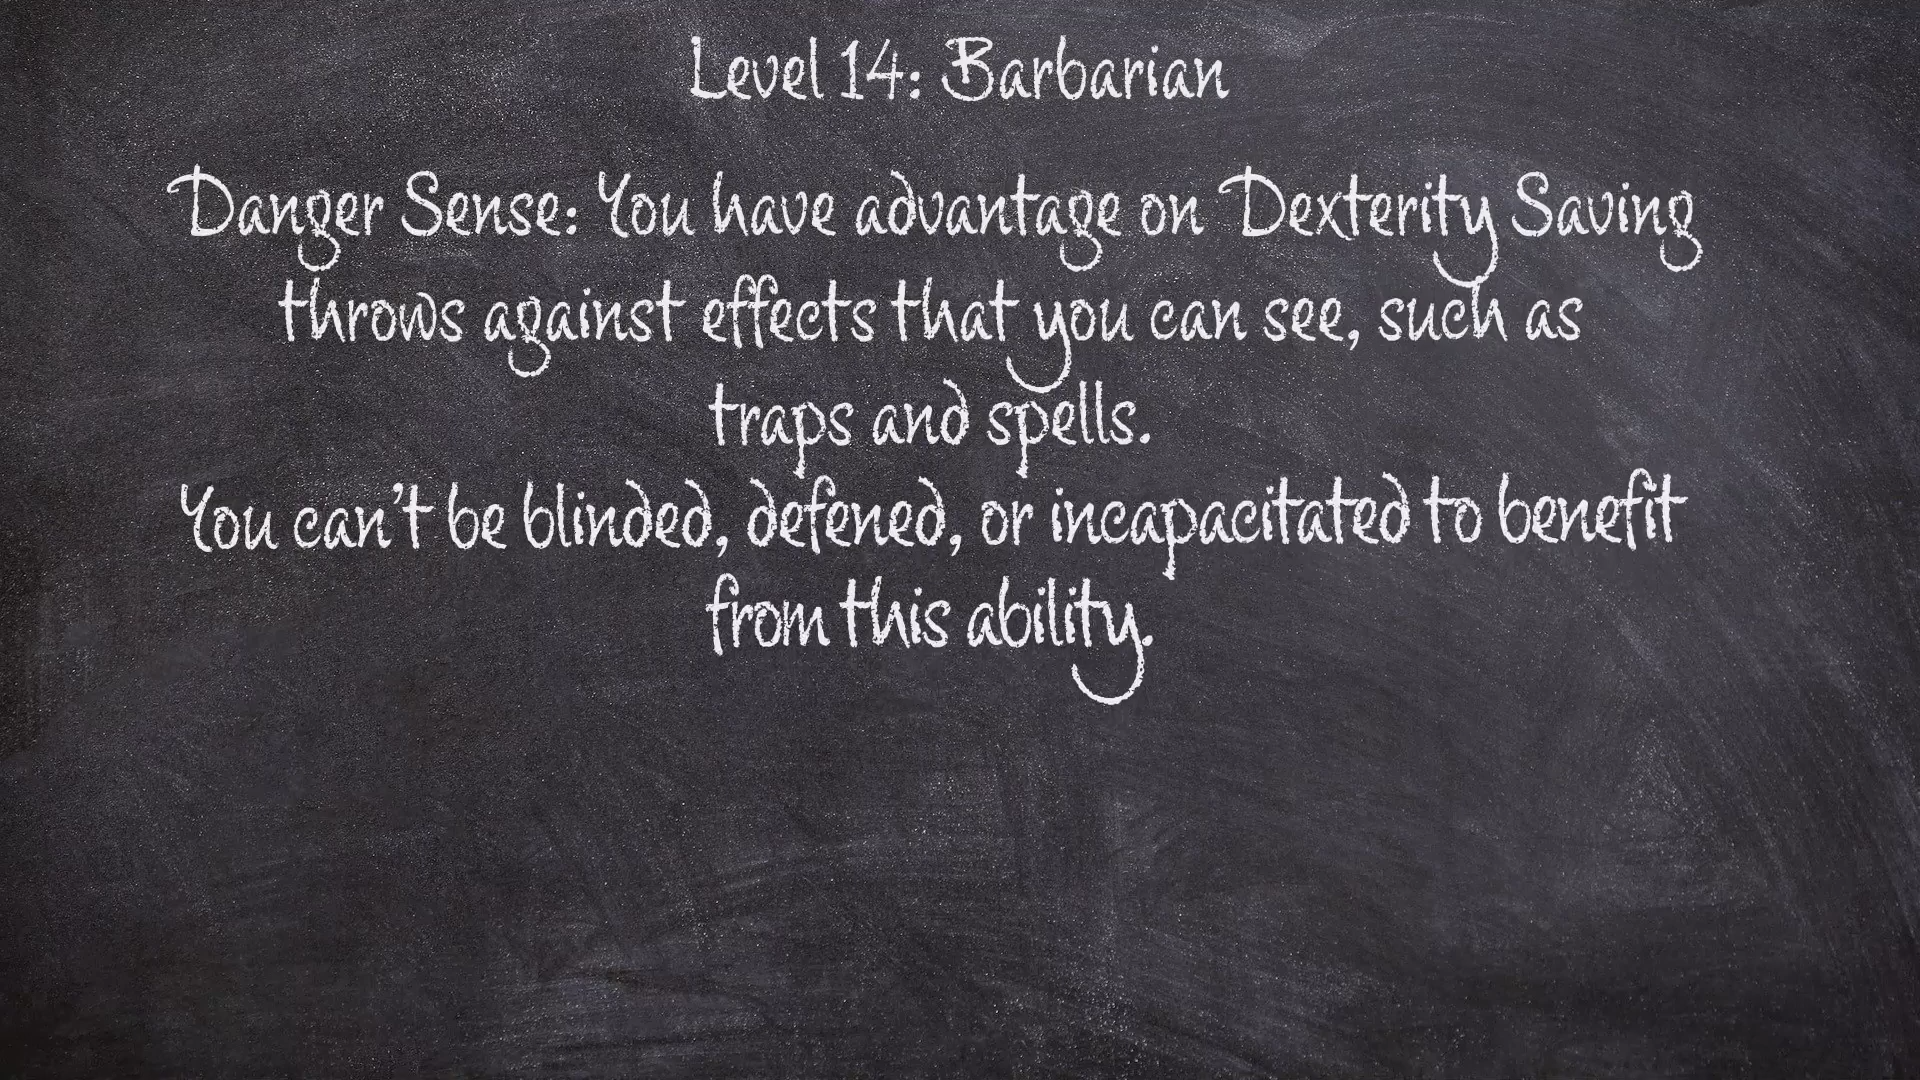 Level 14: Barbarian
Danger Sense: You have advantage on Dexterity Saving
throws against effects that you can see, such as
traps and spells.
You can't be blinded, defened, or incapacitated to benefit
from this ability.